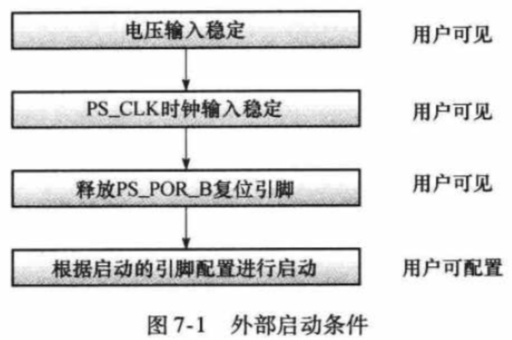 电压输入稳定 用户可见
PS_CLK时钟输入稳定 用户可见
释放PS_POR_B复位引脚 用户可见
根据启动的引脚配置进行启动 用户可配置
图 7-1 外部启动条件